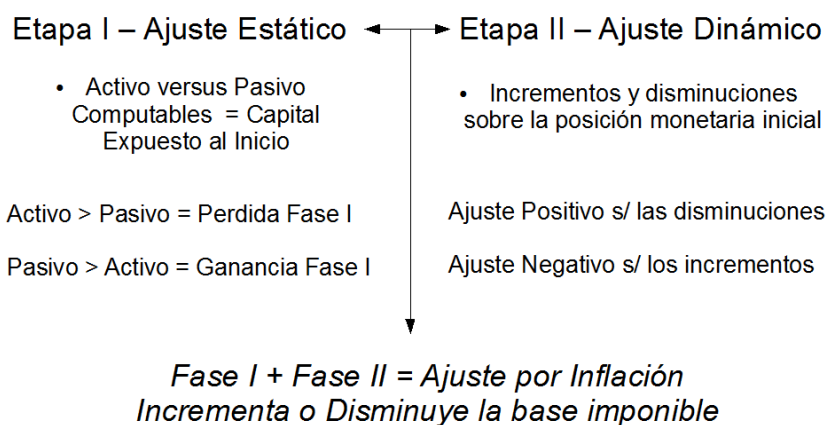 Etapa I – Ajuste Estático
• Activo versus Pasivo
Computables = Capital
Expuesto al Inicio
Activo > Pasivo = Perdida Fase I
Pasivo > Activo = Ganancia Fase I
Etapa II – Ajuste Dinámico
• Incrementos y disminuciones
sobre la posición monetaria inicial
Ajuste Positivo s/ las disminuciones
Ajuste Negativo s/ los incrementos
Fase I + Fase II = Ajuste por Inflación
Incrementa o Disminuye la base imponible